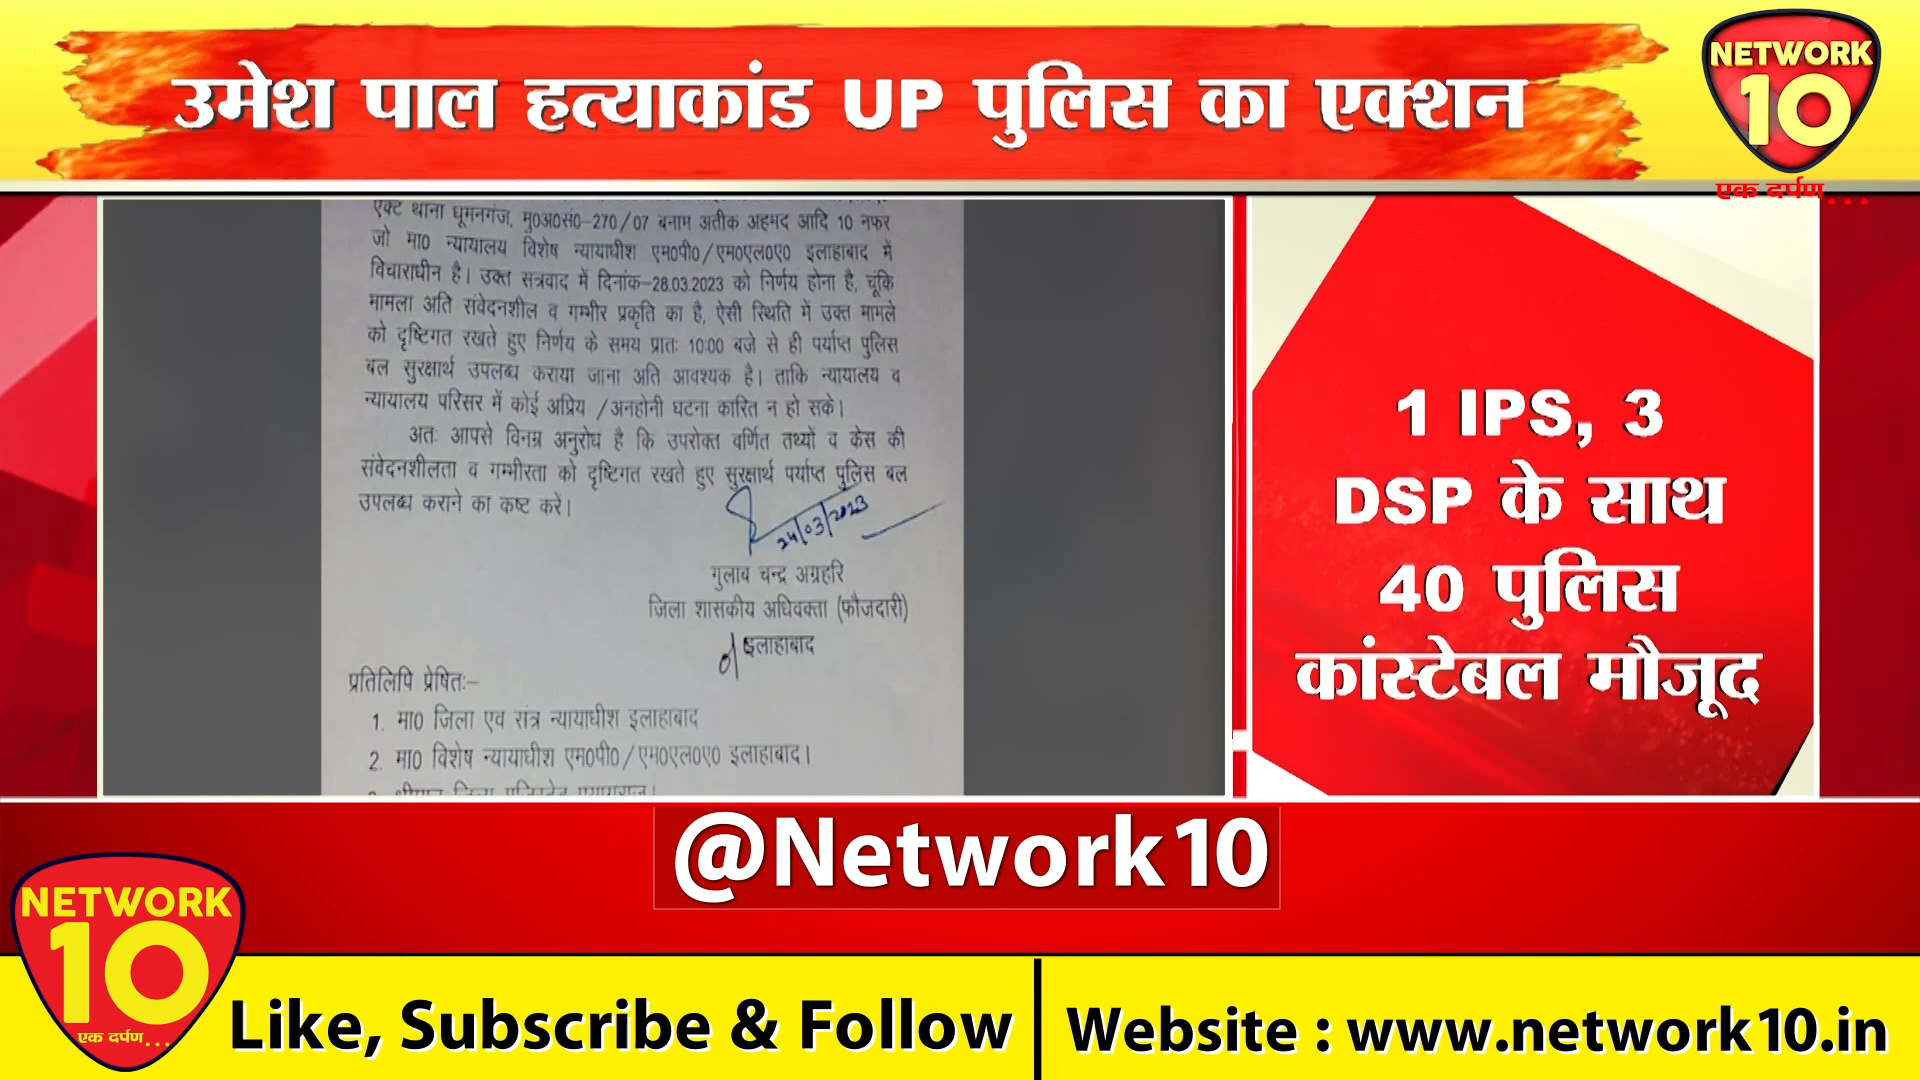 उमेश पाल हत्याकांड UP पुलिस का एक्शन
NETWORK
10
एक दर्पण...
एक्ट थाना धूमनगंज, मु0अ0सं0-270/07 बनाम अतीक अहमद आदि 10 नफर
जो मा0 न्यायालय विशेष न्यायाधीश एम0पी0/एम0एल0ए0 इलाहाबाद में
विचाराधीन है। उक्त सत्रवाद में दिनांक-28.03.2023 को निर्णय होना है, चूंकि
मामला अति संवेदनशील व गम्भीर प्रकृति का है, ऐसी स्थिति में उक्त मामले
को दृष्टिगत रखते हुए निर्णय के समय प्रातः 10:00 बजे से ही पर्याप्त पुलिस
बल सुरक्षार्थ उपलब्ध कराया जाना अति आवश्यक है। ताकि न्यायालय व
न्यायालय परिसर में कोई अप्रिय /अनहोनी घटना कारित न हो सके।
अतः आपसे विनम्र अनुरोध है कि उपरोक्त वर्णित तथ्यों व केस की
संवेदनशीलता व गम्भीरता को दृष्टिगत रखते हुए सुरक्षार्थ पर्याप्त पुलिस बल
उपलब्ध कराने का कष्ट करें।
24/03/2023
गुलाब चन्द्र अग्रहरि
जिला शासकीय अधिवक्ता (फौजदारी)
इलाहाबाद
प्रतिलिपि प्रेषितः-
1. मा0 जिला एव सत्र न्यायाधीश इलाहाबाद
2. मा0 विशेष न्यायाधीश एम0पी0/एम0एल0ए0 इलाहाबाद।
1 IPS, 3
DSP के साथ
40 पुलिस
कांस्टेबल मौजूद
@Network10
NETWORK
10
एक दर्पण...
Like, Subscribe & Follow
Website : www.network10.in